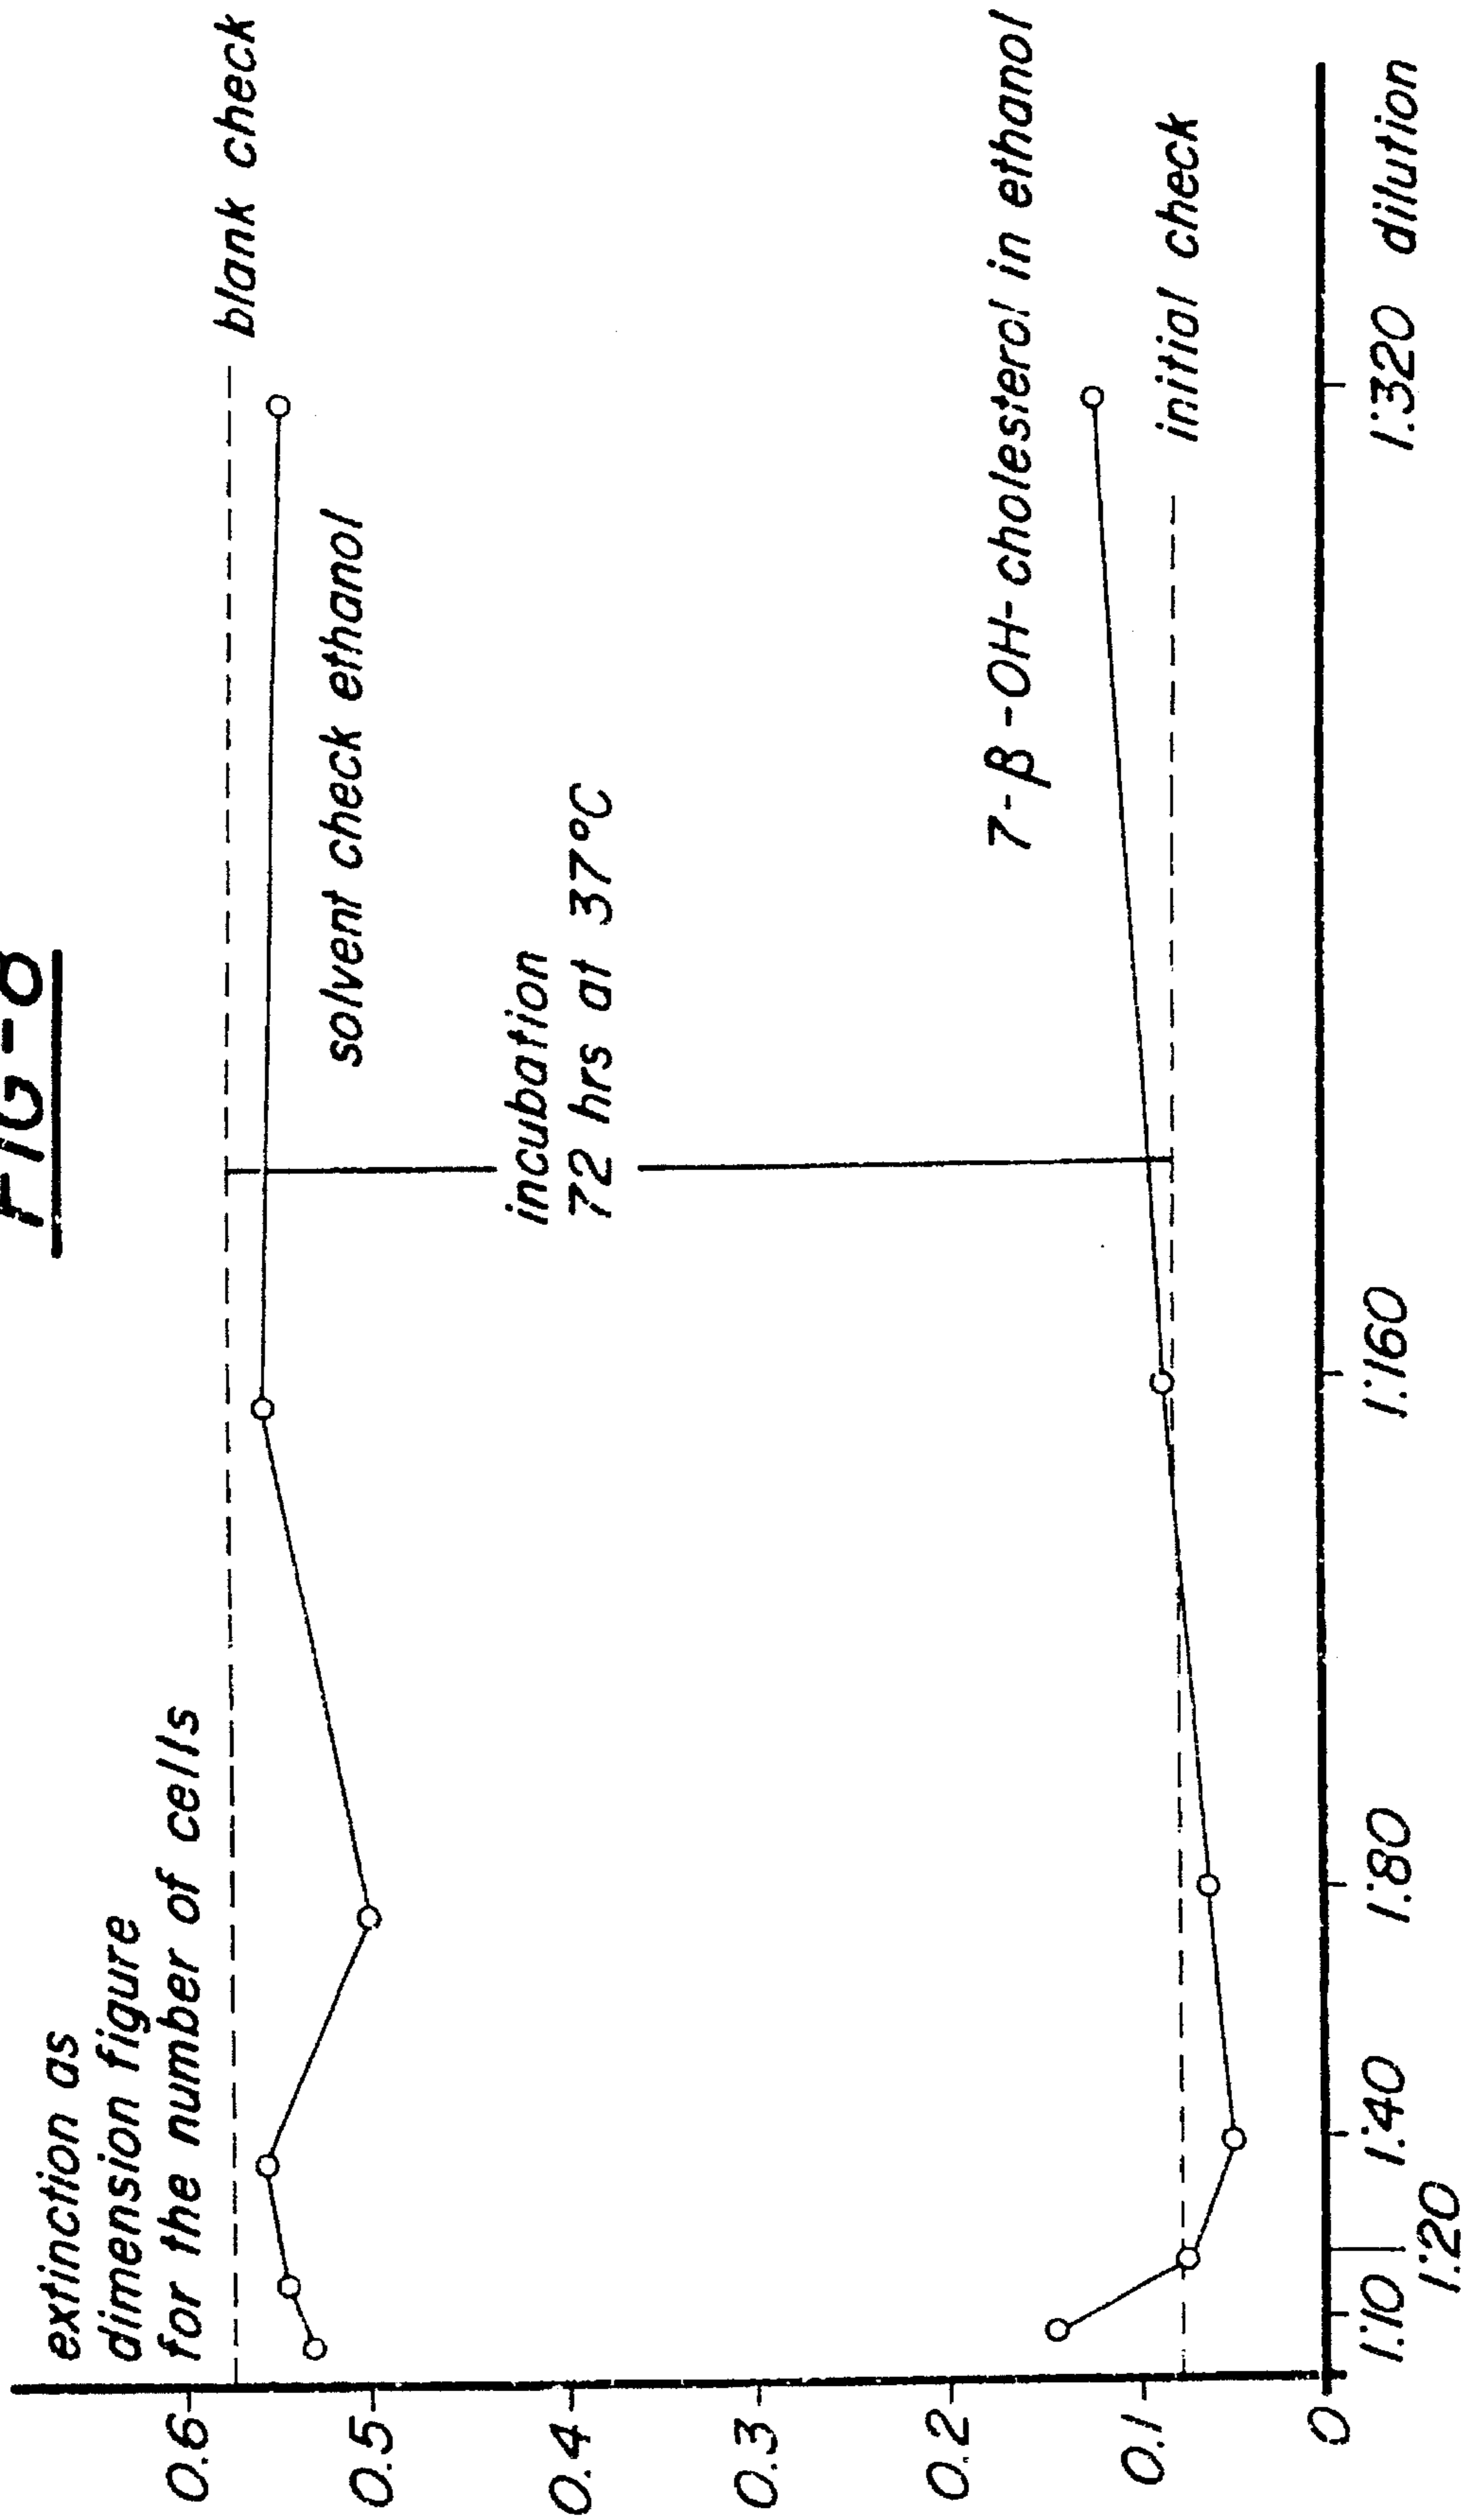 FIG-8
extinction as
dimension figure
for the number of cells
blank check
0.6
solvent check ethanol
0.5
incubation
72 hrs at 37°C
0.4
0.3
7-β-OH-cholesterol in ethanol
0.2
initial check
0.1
0
1:10
1:20
1:40
1:80
1:160
1:320
dilution